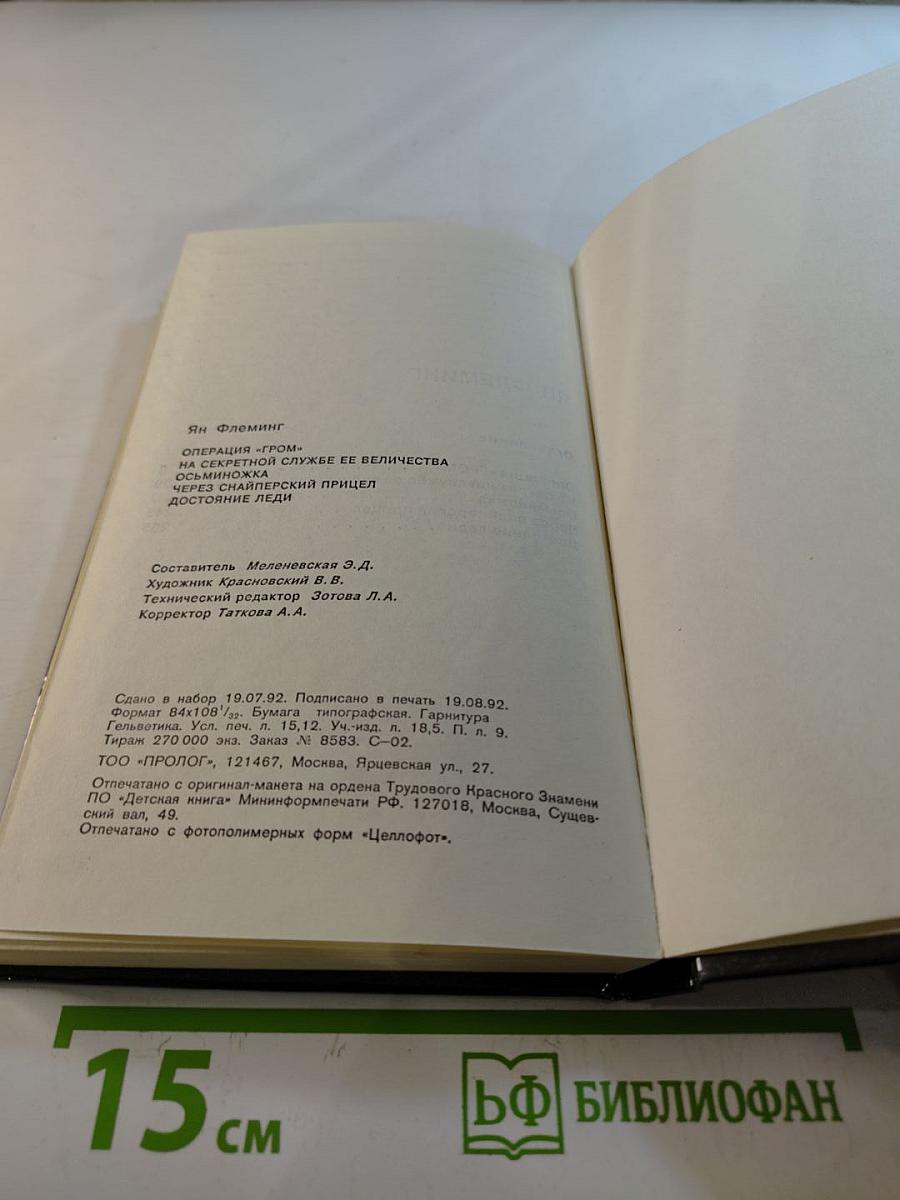 Ян Флеминг
ОПЕРАЦИЯ «ГРОМ»
НА СЕКРЕТНОЙ СЛУЖБЕ ЕЕ ВЕЛИЧЕСТВА
ОСЬМИНОЖКА
ЧЕРЕЗ СНАЙПЕРСКИЙ ПРИЦЕЛ
ДОСТОЯНИЕ ЛЕДИ
Составитель Меленевская Э.Д.
Художник Красновский В.В.
Технический редактор Зотова Л.А.
Корректор Таткова А.А.
Сдано в набор 19.07.92. Подписано в печать 19.08.92.
Формат 84х108 1/32. Бумага типографская. Гарнитура
Гельветика. Усл. печ. л. 15,12. Уч.-изд. л. 18,5. П. л. 9.
Тираж 270 000 экз. Заказ № 8583. С—02.
ТОО «ПРОЛОГ», 121467, Москва, Ярцевская ул., 27.
Отпечатано с оригинал-макета на ордена Трудового Красного Знамени
ПО «Детская книга» Мининформпечати РФ. 127018, Москва, Сущев-
ский вал, 49.
Отпечатано с фотополимерных форм «Целлофот».
15 см
ЬФ БИБЛИОФАН